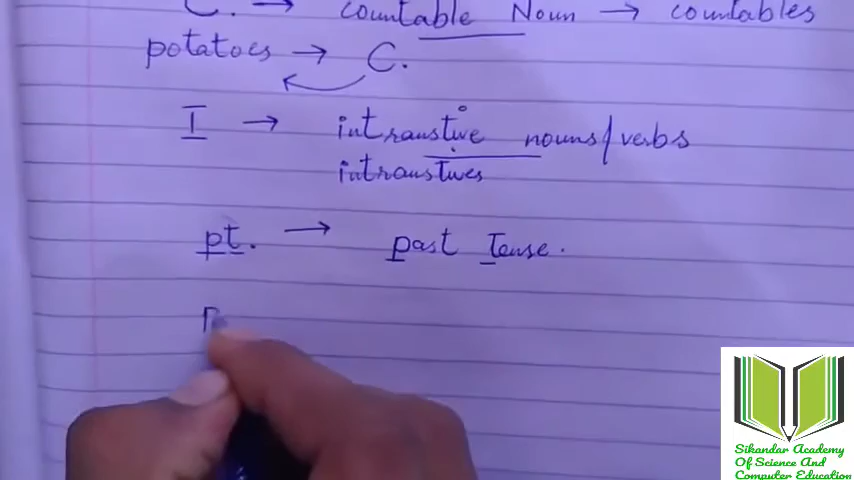 C. → countable Noun → countables
potatoes → C.
I → intranstive nouns/verbs
intranstives
pt. → past Tense.
Sikandar Academy
Of Science And
Computer Education